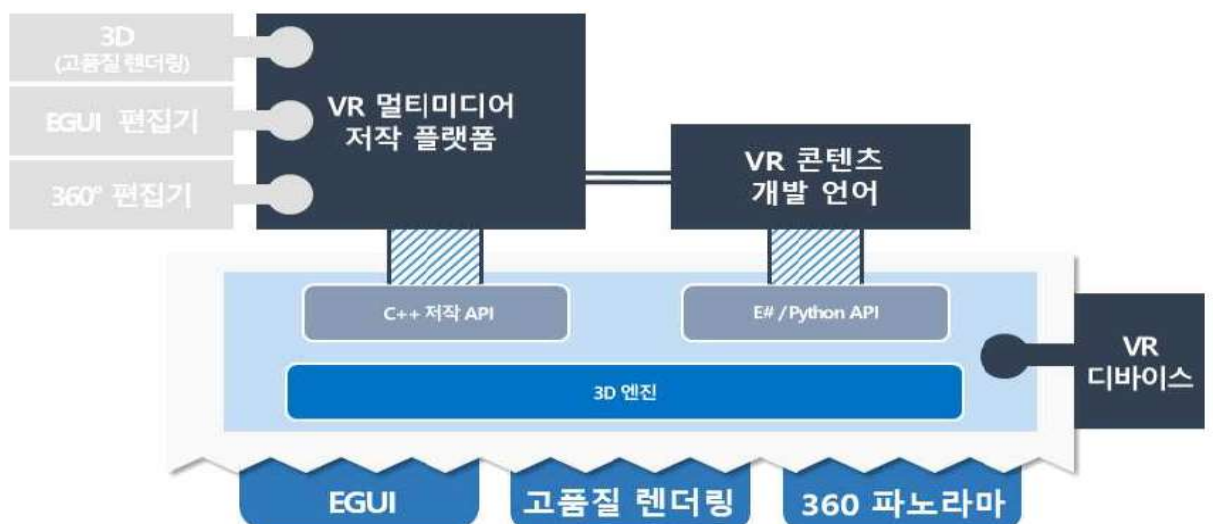 3D
(고품질 렌더링)
EGUI 편집기
360° 편집기
VR 멀티미디어
저작 플랫폼
VR 콘텐츠
개발 언어
C++ 저작 API
E# / Python API
3D 엔진
VR
디바이스
EGUI
고품질 렌더링
360 파노라마